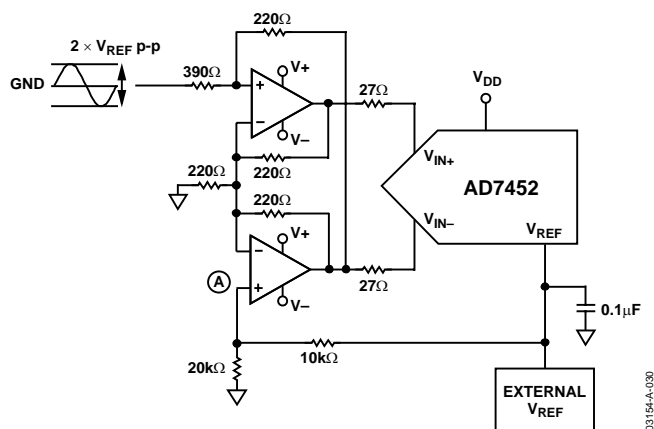 220Ω
2 × VREF p-p
390Ω
GND
V+
+
–
V–
27Ω
VDD
VIN+
220Ω
220Ω
AD7452
220Ω
VIN–
V+
VREF
–
+
A
V–
27Ω
0.1μF
10kΩ
20kΩ
EXTERNAL
VREF
03154-A-030